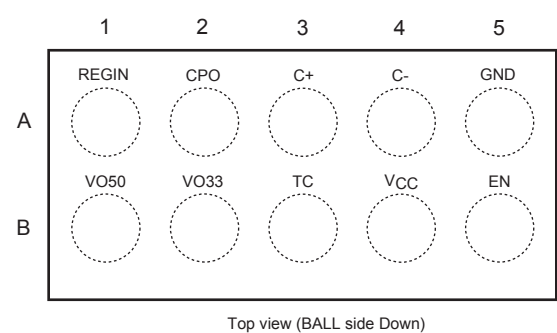 1 2 3 4 5
REGIN CPO C+ C- GND
A
VO50 VO33 TC VCC EN
B
Top view (BALL side Down)